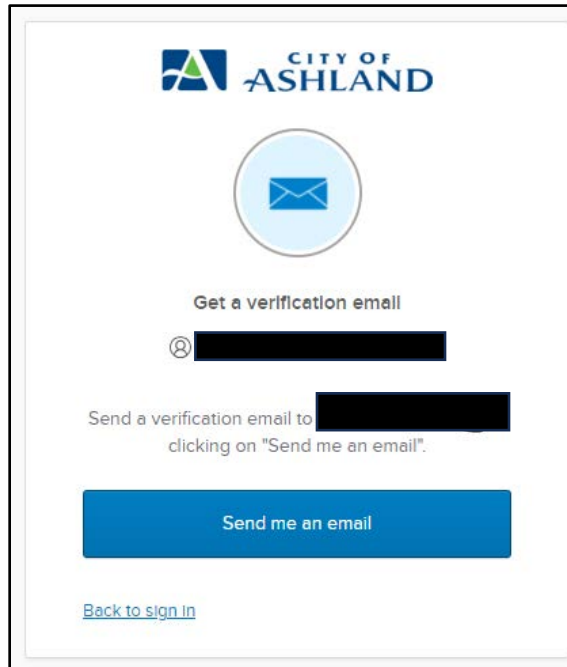 CITY OF
ASHLAND
Get a verification email
Send a verification email to
clicking on "Send me an email".
Send me an email
Back to sign in